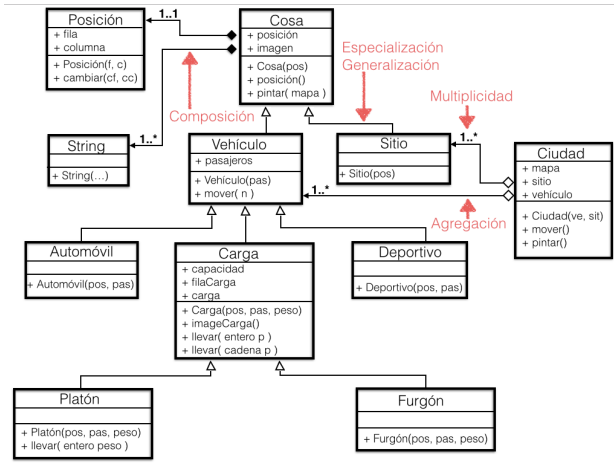 Posición
+ fila
+ columna
+ Posición(f, c)
+ cambiar(cf, cc)
1..1
Cosa
+ posición
+ imagen
+ Cosa(pos)
+ posición()
+ pintar( mapa )
Especialización
Generalización
Composición
Multiplicidad
String
+ String(...)
1..*
Vehículo
+ pasajeros
+ Vehículo(pas)
+ mover( n )
Sitio
+ Sitio(pos)
1..*
1..*
Agregación
Ciudad
+ mapa
+ sitio
+ vehículo
+ Ciudad(ve, sit)
+ mover()
+ pintar()
Automóvil
+ Automóvil(pos, pas)
Carga
+ capacidad
+ filaCarga
+ carga
+ Carga(pos, pas, peso)
+ imageCarga()
+ llevar( entero p )
+ llevar( cadena p )
Deportivo
+ Deportivo(pos, pas)
Platón
+ Platón(pos, pas, peso)
+ llevar( entero peso )
Furgón
+ Furgón(pos, pas, peso)